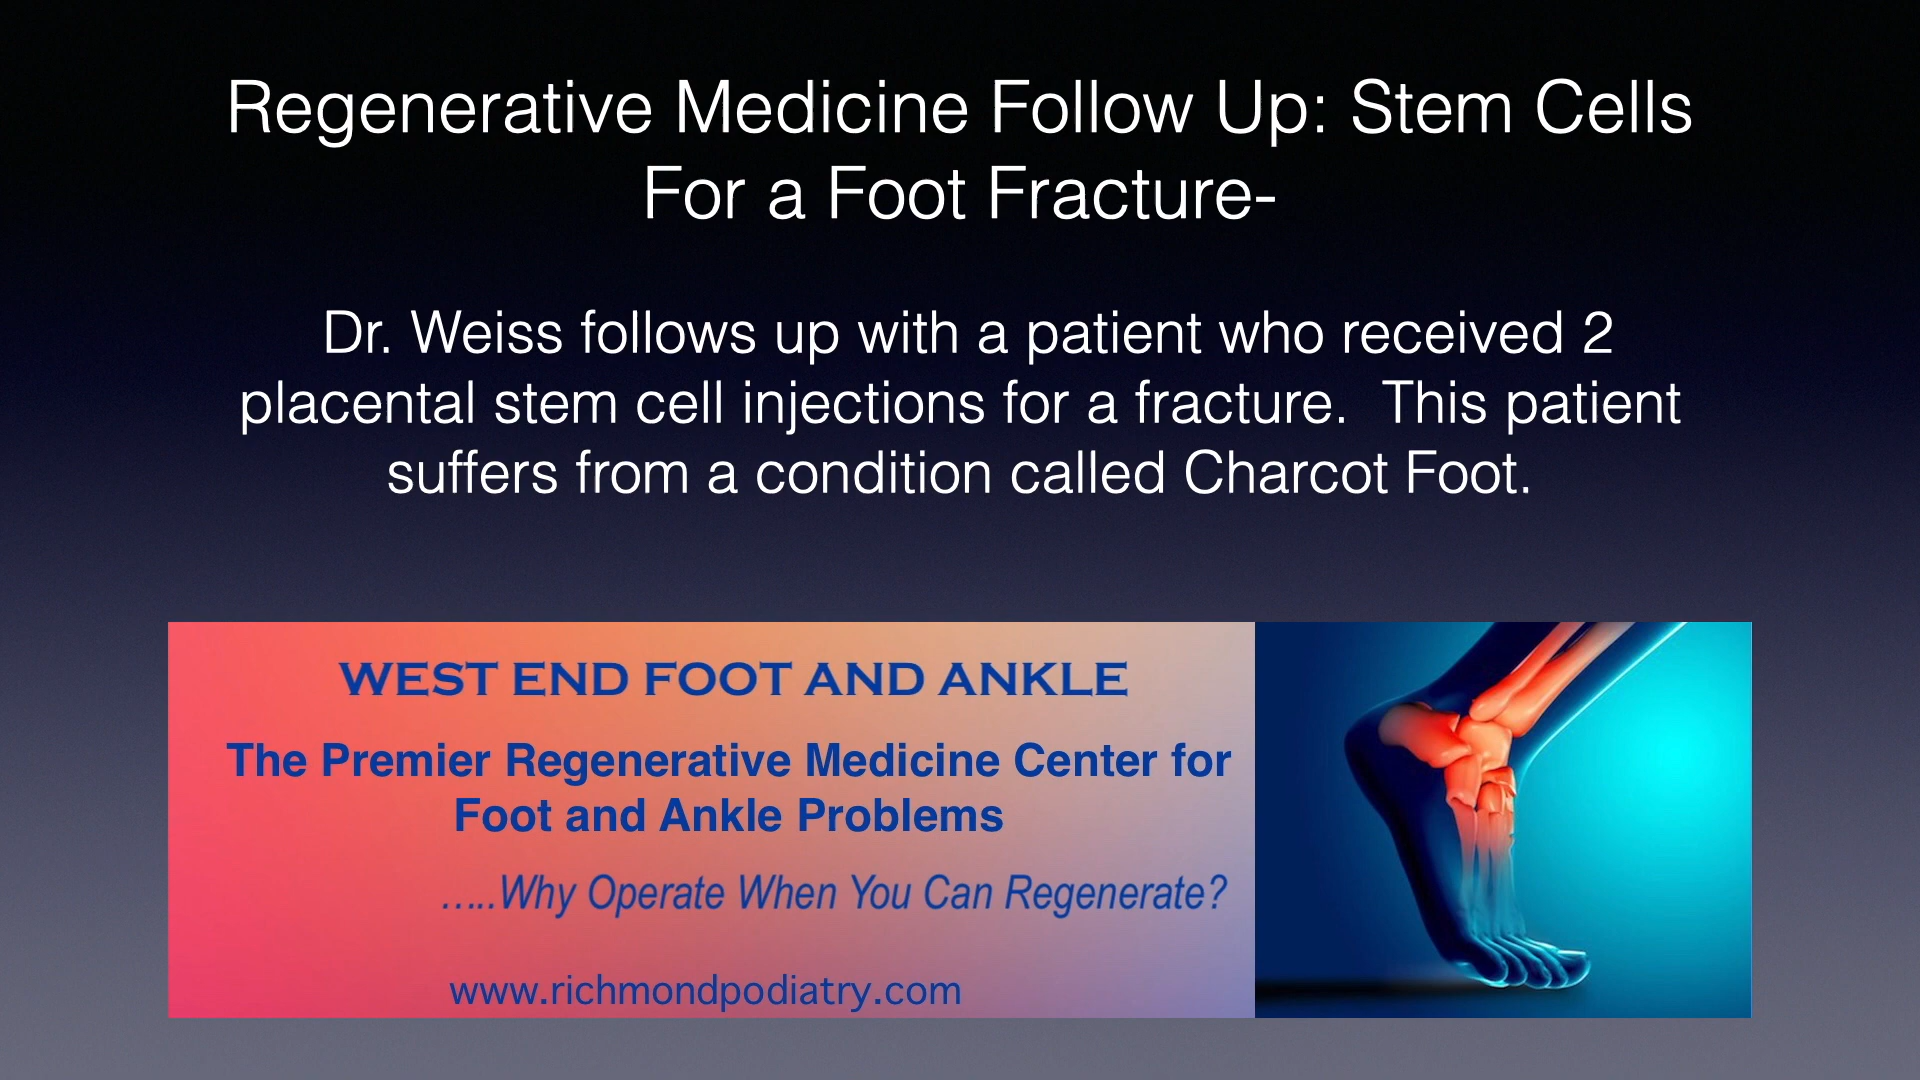 Regenerative Medicine Follow Up: Stem Cells
For a Foot Fracture-
Dr. Weiss follows up with a patient who received 2
placental stem cell injections for a fracture.  This patient
suffers from a condition called Charcot Foot.
WEST END FOOT AND ANKLE
The Premier Regenerative Medicine Center for
Foot and Ankle Problems
…..Why Operate When You Can Regenerate?
www.richmondpodiatry.com